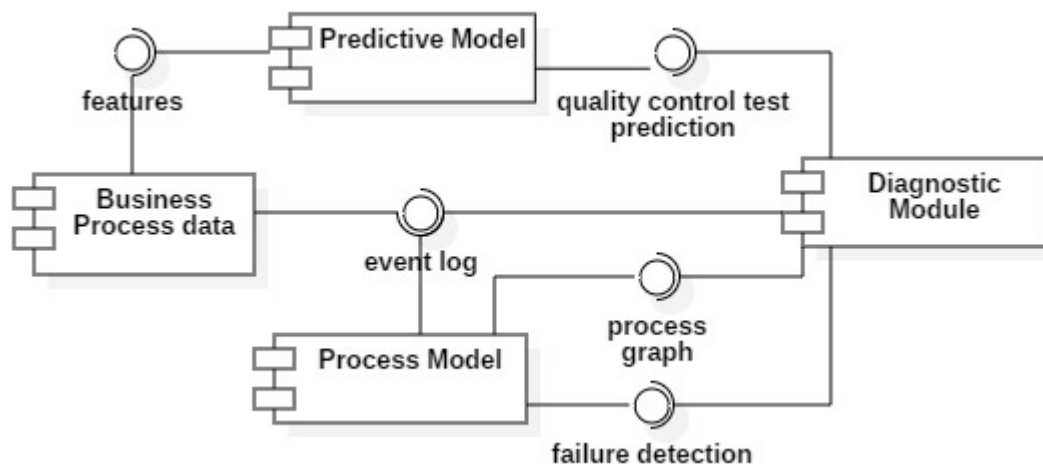 Predictive Model
features
quality control test
prediction
Business
Process data
Diagnostic
Module
event log
process
graph
Process Model
failure detection